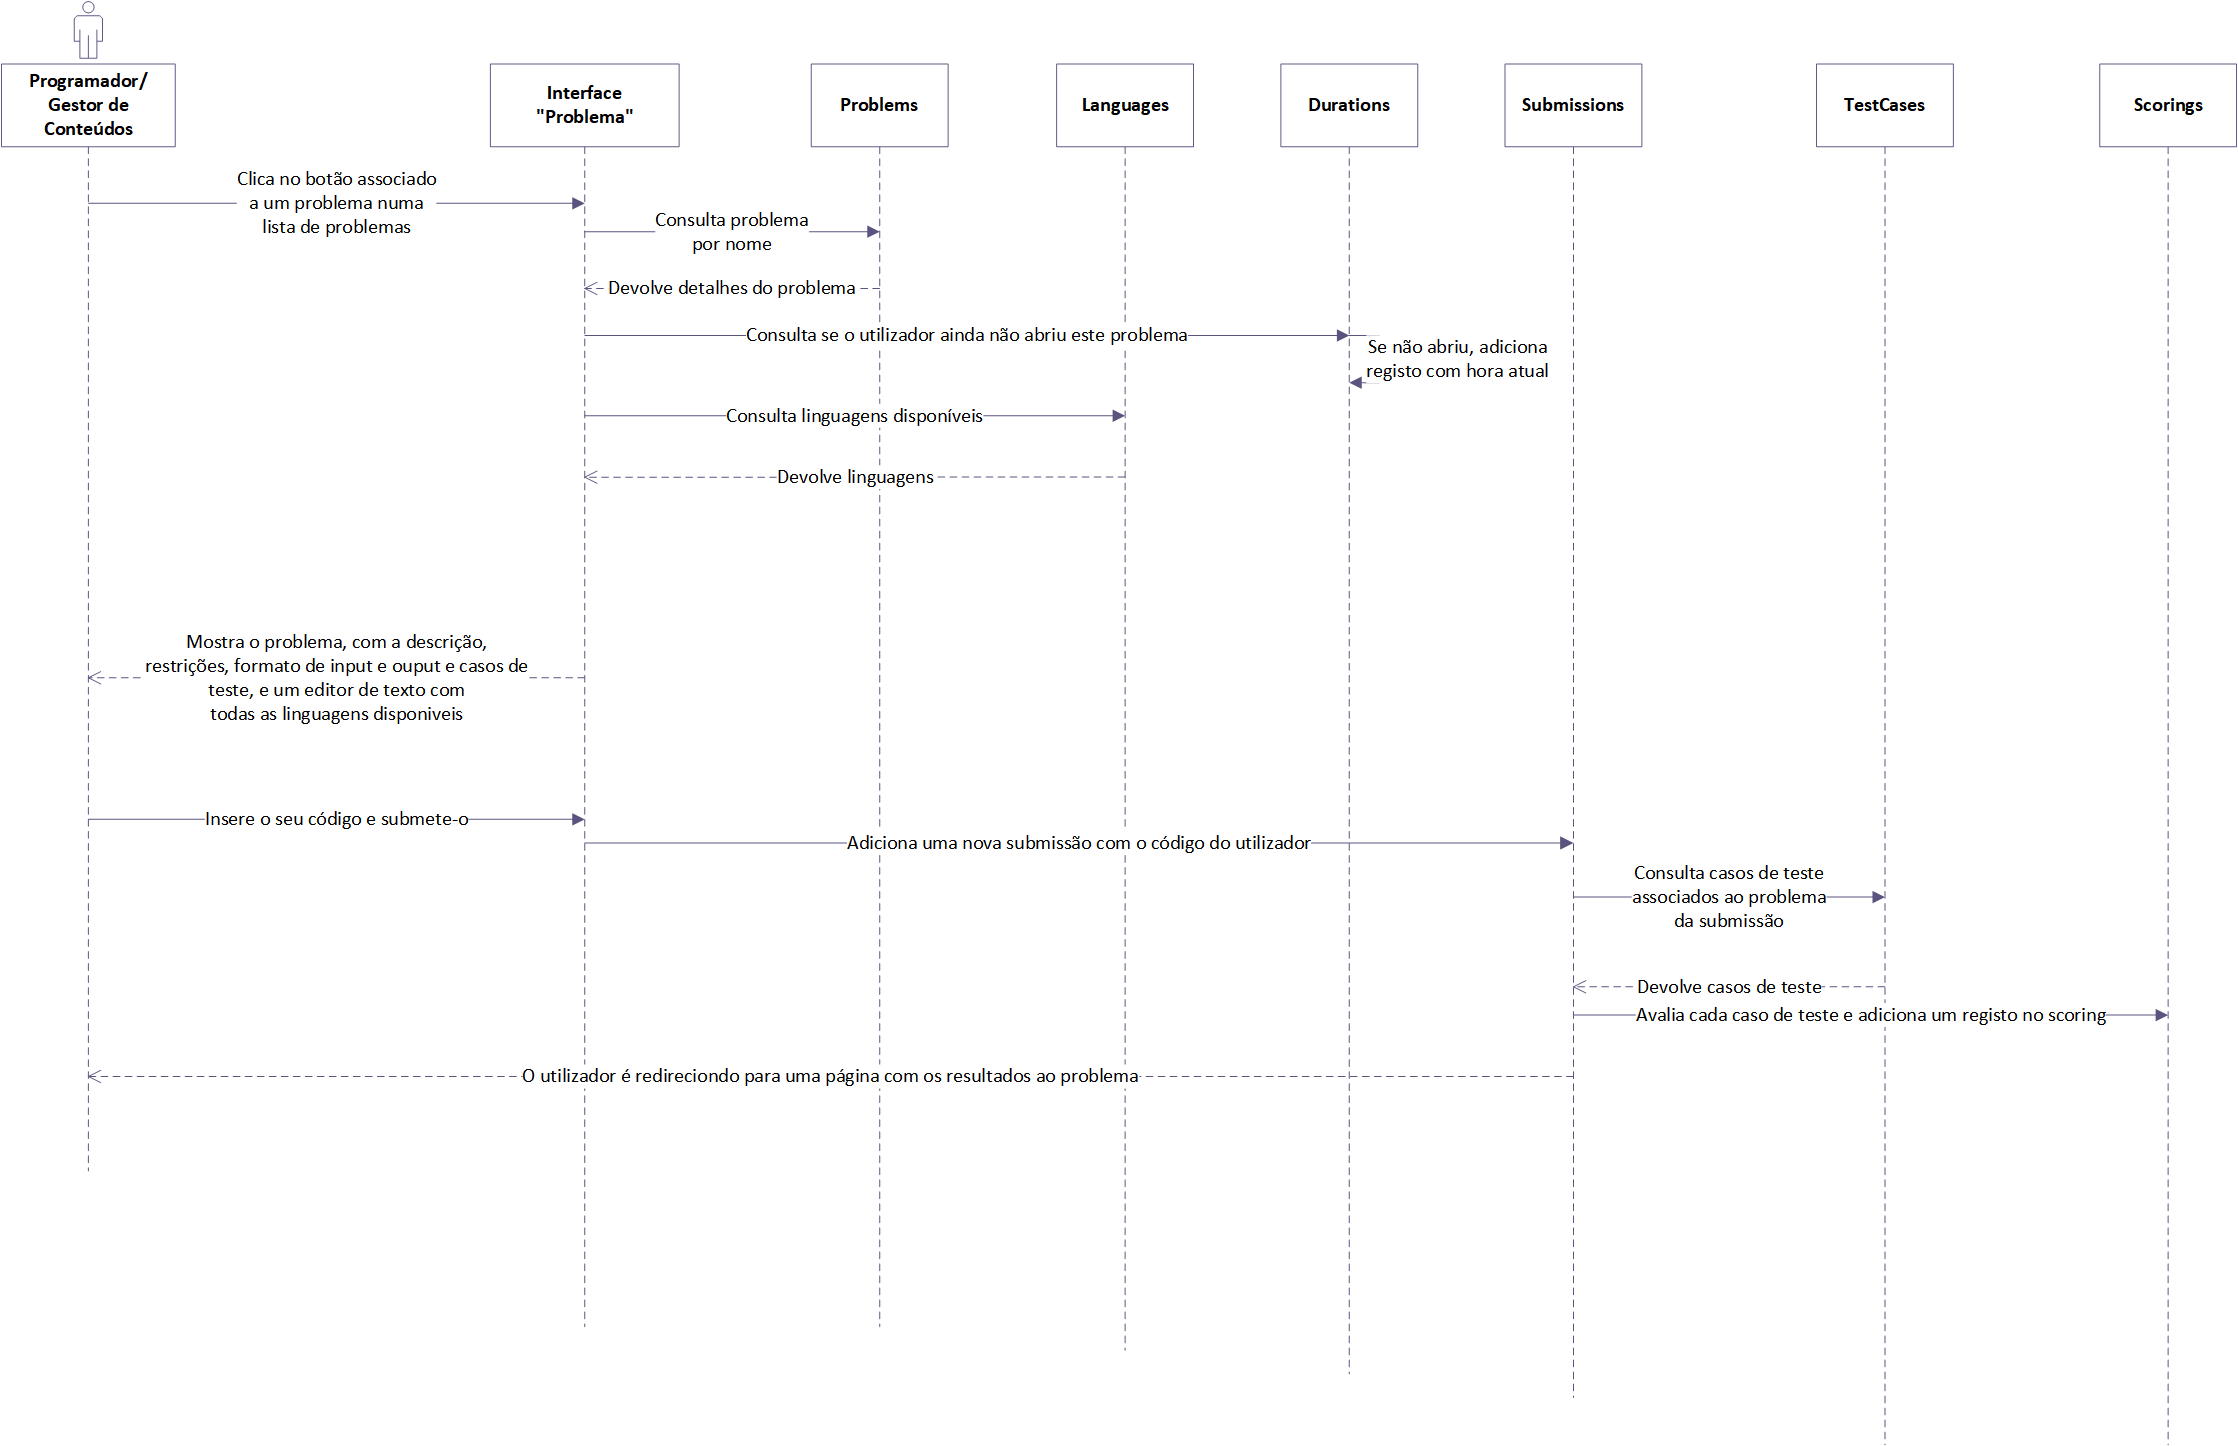 Programador/
Gestor de
Conteúdos
Interface
"Problema"
Problems
Languages
Durations
Submissions
TestCases
Scorings
Clica no botão associado
a um problema numa
lista de problemas
Consulta problema
por nome
Devolve detalhes do problema
Consulta se o utilizador ainda não abriu este problema
Se não abriu, adiciona
registo com hora atual
Consulta linguagens disponíveis
Devolve linguagens
Mostra o problema, com a descrição,
restrições, formato de input e ouput e casos de
teste, e um editor de texto com
todas as linguagens disponiveis
Insere o seu código e submete-o
Adiciona uma nova submissão com o código do utilizador
Consulta casos de teste
associados ao problema
da submissão
Devolve casos de teste
Avalia cada caso de teste e adiciona um registo no scoring
O utilizador é redireciondo para uma página com os resultados ao problema